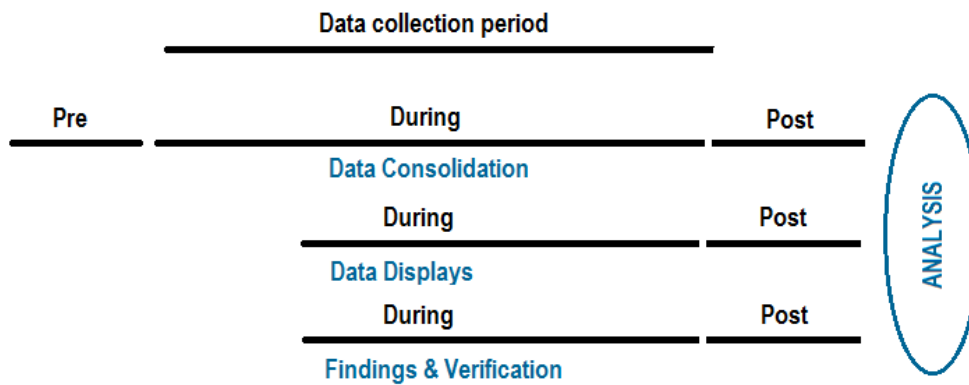 Data collection period
Pre During Post
Data Consolidation
During Post
Data Displays
During Post
Findings & Verification
ANALYSIS